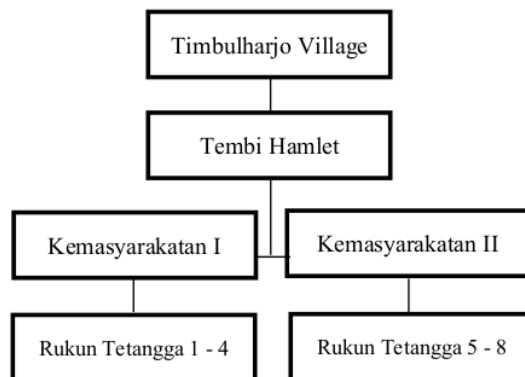 Timbulharjo Village
Tembi Hamlet
Kemasyarakatan I
Kemasyarakatan II
Rukun Tetangga 1 - 4
Rukun Tetangga 5 - 8